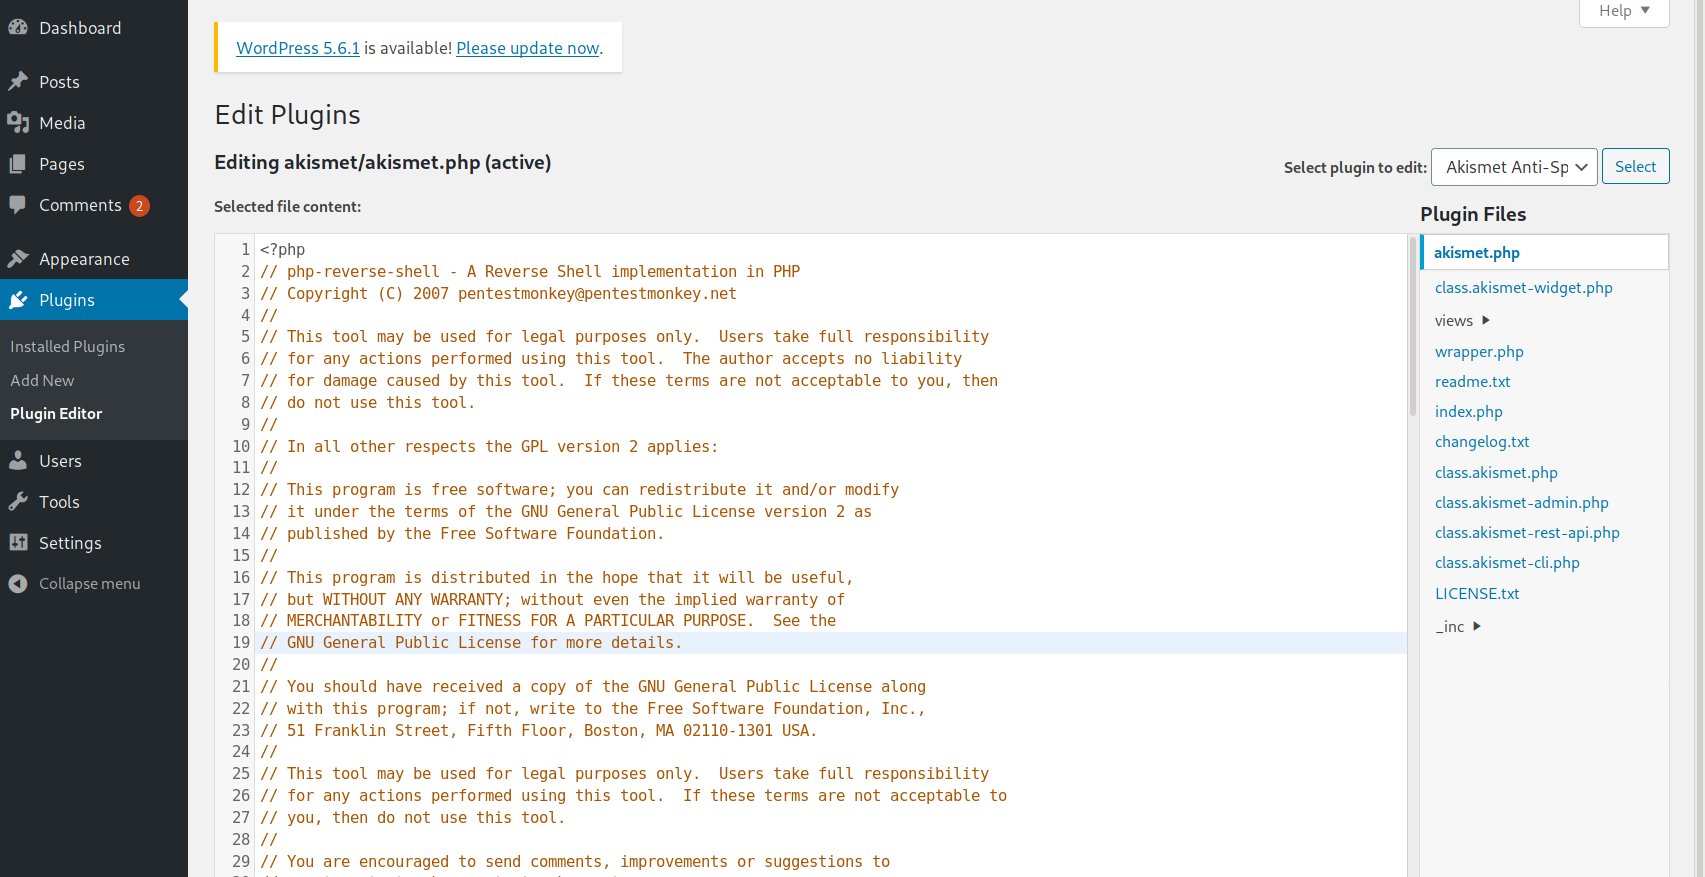 Dashboard
Posts
Media
Pages
Comments 2
Appearance
Plugins
Installed Plugins
Add New
Plugin Editor
Users
Tools
Settings
Collapse menu
Help
WordPress 5.6.1 is available! Please update now.
Edit Plugins
Editing akismet/akismet.php (active)
Select plugin to edit: Akismet Anti-Sp Select
Selected file content:
1 <?php
2 // php-reverse-shell - A Reverse Shell implementation in PHP
3 // Copyright (C) 2007 pentestmonkey@pentestmonkey.net
4 //
5 // This tool may be used for legal purposes only.  Users take full responsibility
6 // for any actions performed using this tool.  The author accepts no liability
7 // for damage caused by this tool.  If these terms are not acceptable to you, then
8 // do not use this tool.
9 //
10 // In all other respects the GPL version 2 applies:
11 //
12 // This program is free software; you can redistribute it and/or modify
13 // it under the terms of the GNU General Public License version 2 as
14 // published by the Free Software Foundation.
15 //
16 // This program is distributed in the hope that it will be useful,
17 // but WITHOUT ANY WARRANTY; without even the implied warranty of
18 // MERCHANTABILITY or FITNESS FOR A PARTICULAR PURPOSE.  See the
19 // GNU General Public License for more details.
20 //
21 // You should have received a copy of the GNU General Public License along
22 // with this program; if not, write to the Free Software Foundation, Inc.,
23 // 51 Franklin Street, Fifth Floor, Boston, MA 02110-1301 USA.
24 //
25 // This tool may be used for legal purposes only.  Users take full responsibility
26 // for any actions performed using this tool.  If these terms are not acceptable to
27 // you, then do not use this tool.
28 //
29 // You are encouraged to send comments, improvements or suggestions to
Plugin Files
akismet.php
class.akismet-widget.php
views
wrapper.php
readme.txt
index.php
changelog.txt
class.akismet.php
class.akismet-admin.php
class.akismet-rest-api.php
class.akismet-cli.php
LICENSE.txt
_inc